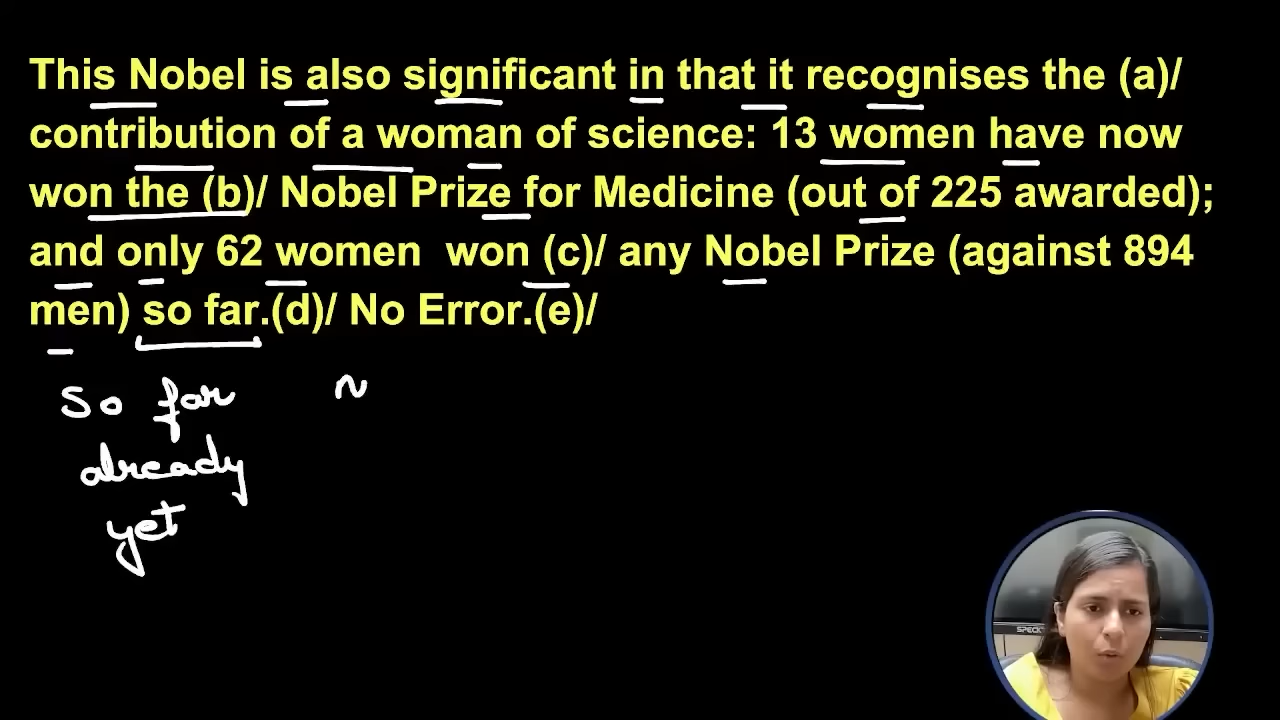 This Nobel is also significant in that it recognises the (a)/
contribution of a woman of science: 13 women have now
won the (b)/ Nobel Prize for Medicine (out of 225 awarded);
and only 62 women won (c)/ any Nobel Prize (against 894
men) so far.(d)/ No Error.(e)/
so far
already
yet